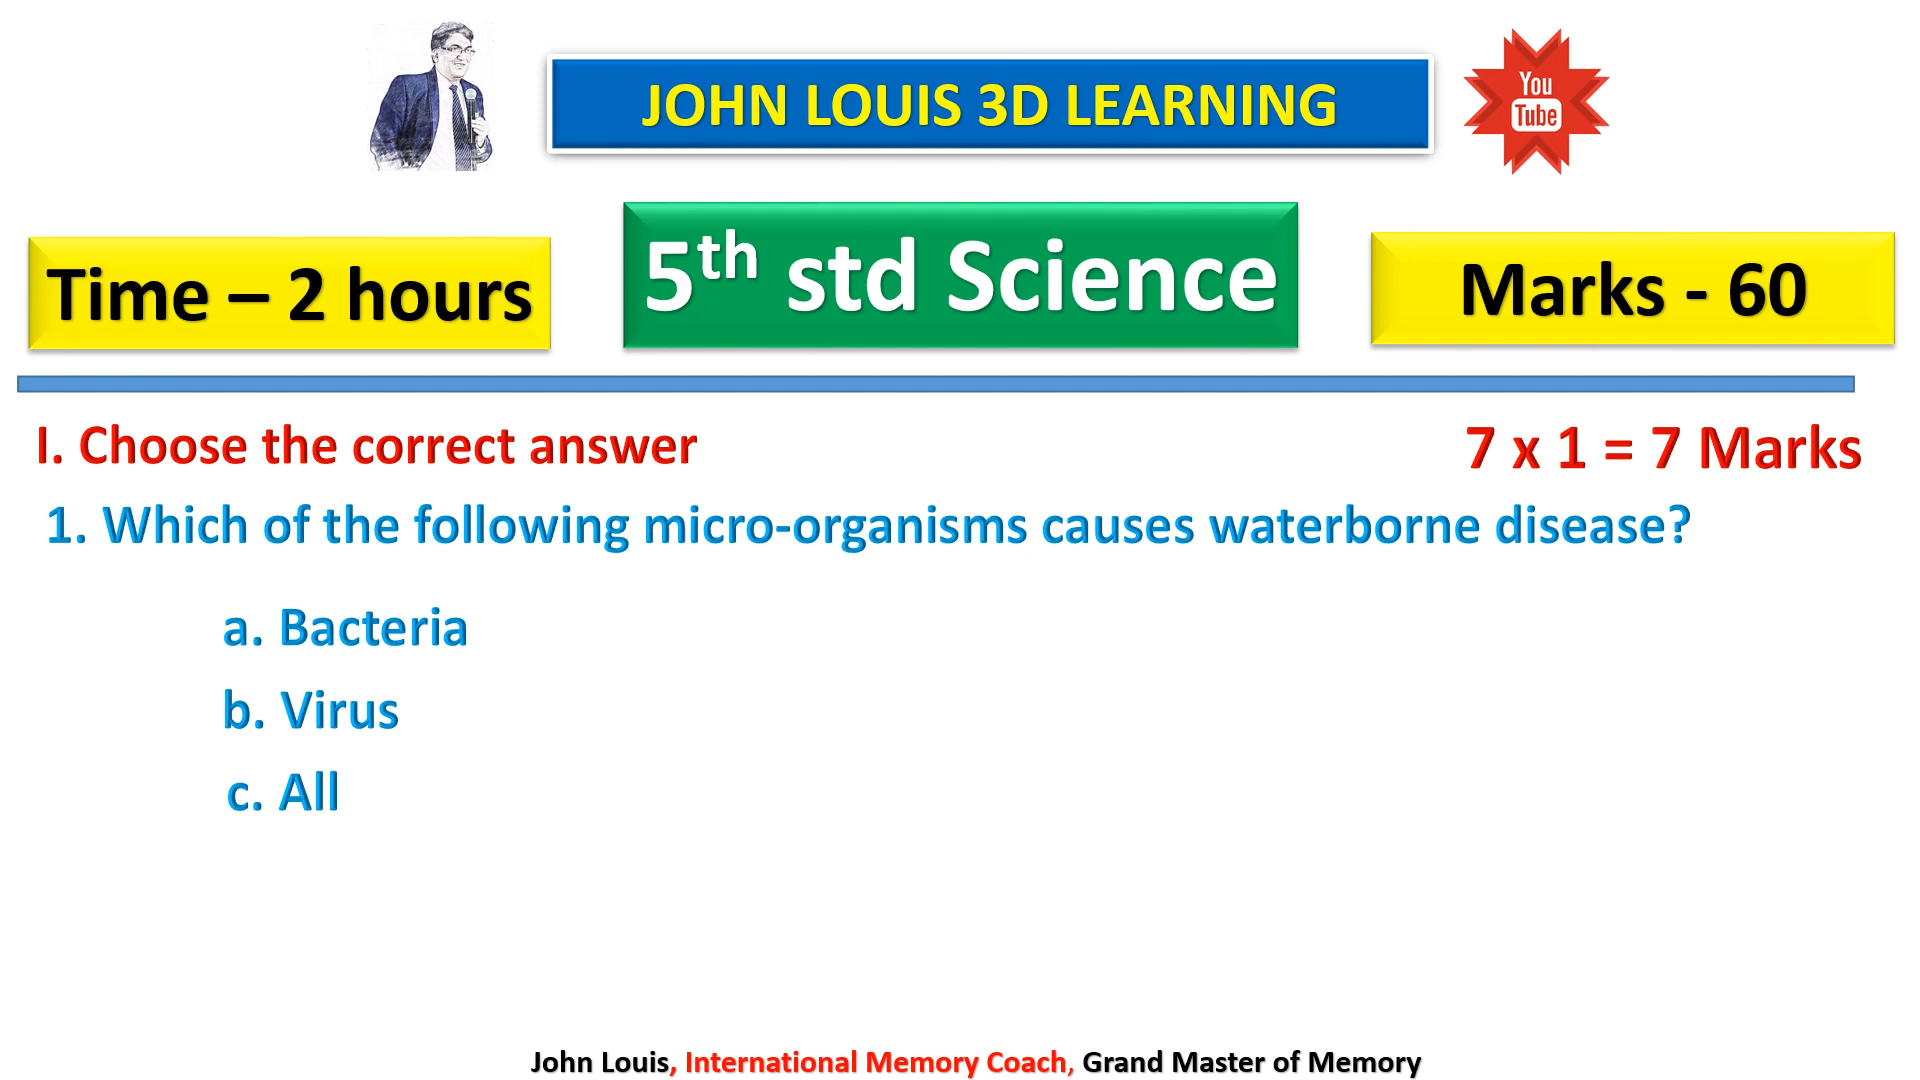 JOHN LOUIS 3D LEARNING
You
Tube
Time – 2 hours
5th std Science
Marks - 60
I. Choose the correct answer
7 x 1 = 7 Marks
1. Which of the following micro-organisms causes waterborne disease?
a. Bacteria
b. Virus
c. All
John Louis, International Memory Coach, Grand Master of Memory